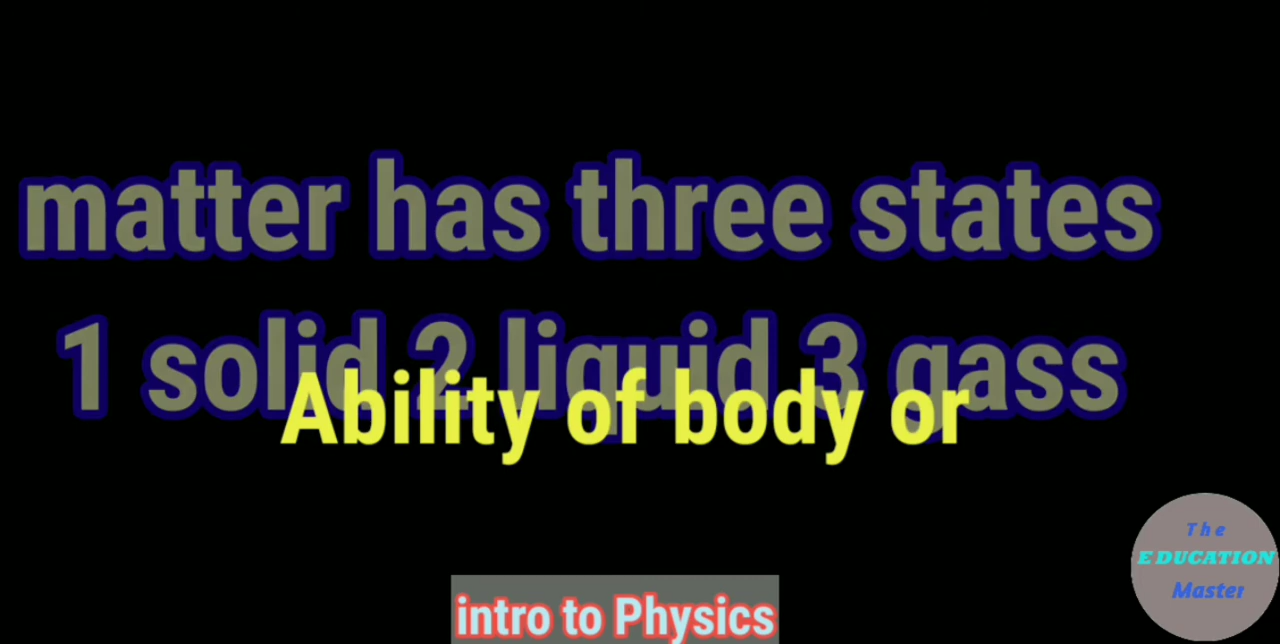 matter has three states
1 solid 2 liquid 3 gass
Ability of body or
The
EDUCATION
Master
intro to Physics